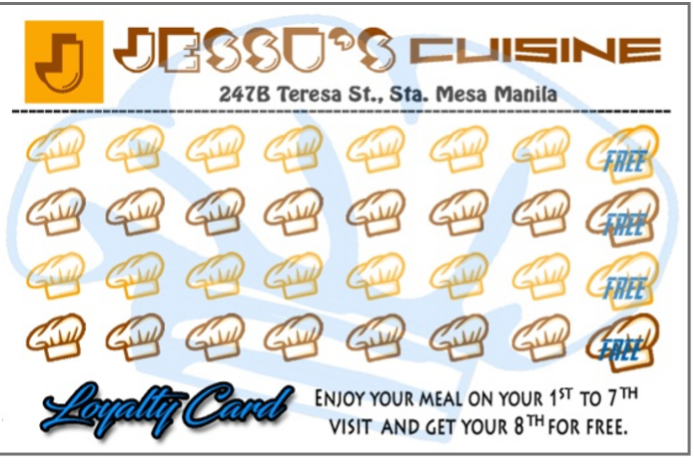 JESSU'S CUISINE
247B Teresa St., Sta. Mesa Manila
FREE
FREE
FREE
FREE
Loyalty Card
ENJOY YOUR MEAL ON YOUR 1ST TO 7TH
VISIT AND GET YOUR 8TH FOR FREE.